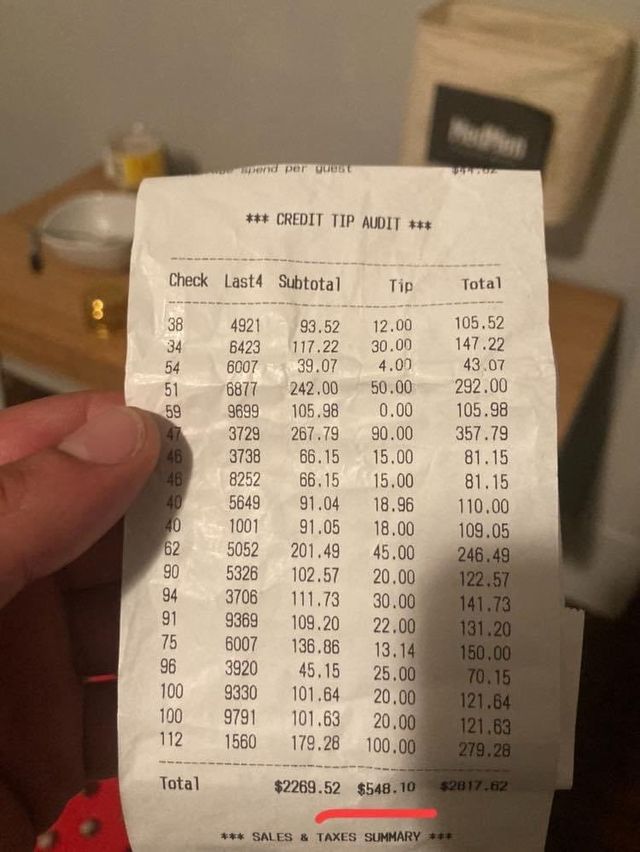 spend per guest $44.02
*** CREDIT TIP AUDIT ***
Check Last4 Subtotal Tip Total
38 4921 93.52 12.00 105.52
34 6423 117.22 30.00 147.22
54 6007 39.07 4.00 43.07
51 6877 242.00 50.00 292.00
59 9699 105.98 0.00 105.98
47 3729 267.79 90.00 357.79
46 3738 66.15 15.00 81.15
46 8252 66.15 15.00 81.15
40 5649 91.04 18.96 110.00
40 1001 91.05 18.00 109.05
62 5052 201.49 45.00 246.49
90 5326 102.57 20.00 122.57
94 3706 111.73 30.00 141.73
91 9369 109.20 22.00 131.20
75 6007 136.86 13.14 150.00
96 3920 45.15 25.00 70.15
100 9330 101.64 20.00 121.64
100 9791 101.63 20.00 121.63
112 1560 179.28 100.00 279.28
Total $2269.52 $548.10 $2817.62
*** SALES & TAXES SUMMARY ***